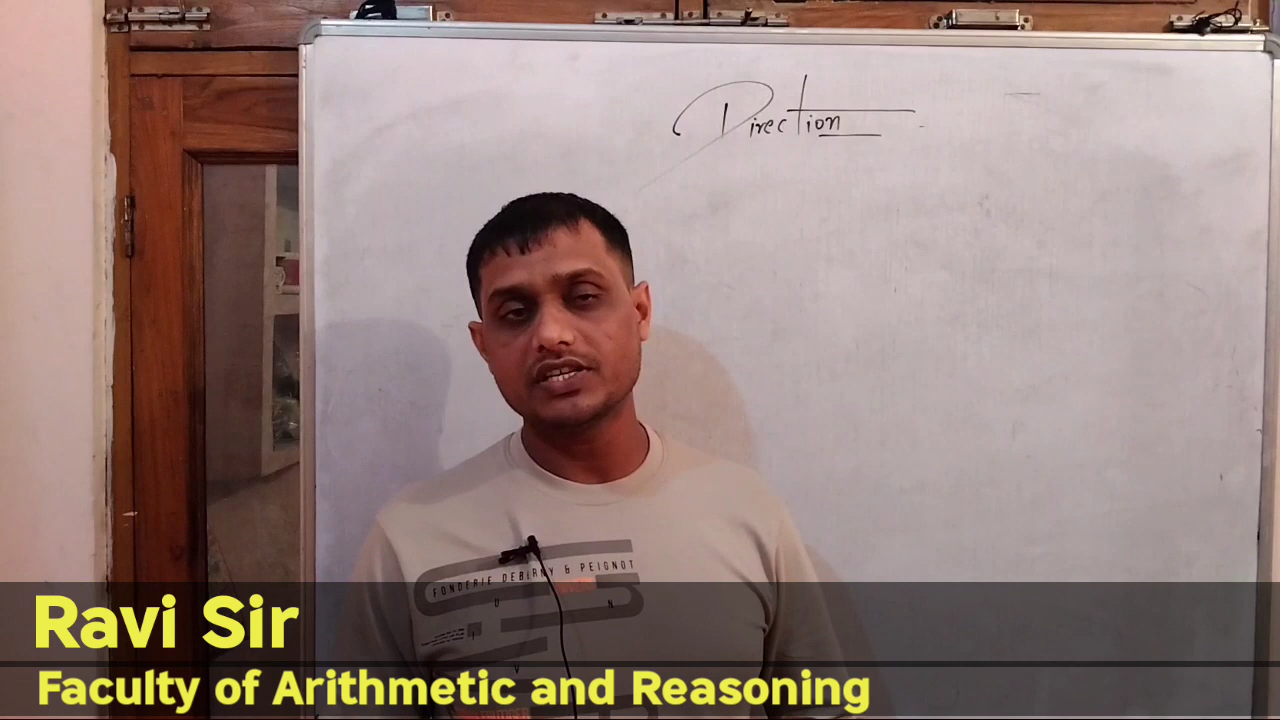 Direction
FONDERIE DEBERNY & PEIGNOT
U N
I
V
Ravi Sir
Faculty of Arithmetic and Reasoning